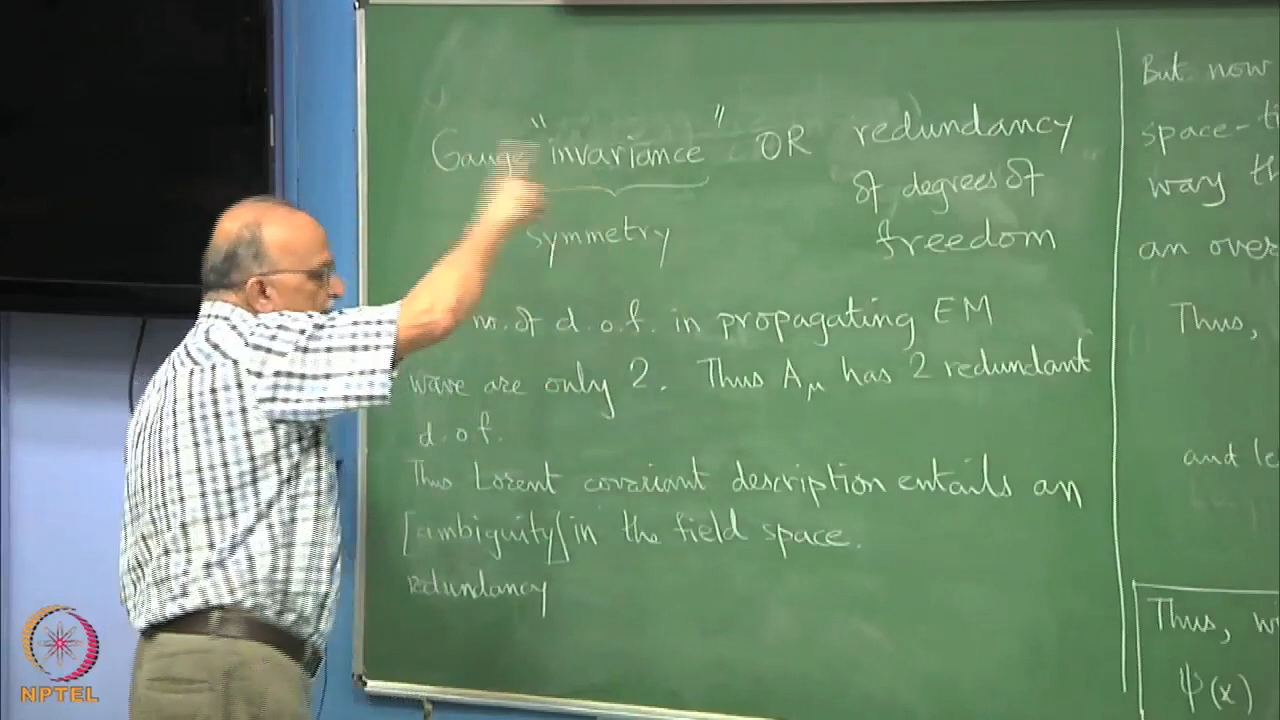 Gauge "invariance" OR redundancy
of degrees of
symmetry freedom
no. of d.o.f. in propagating EM
wave are only 2. Thus Aμ has 2 redundant
d.o.f.
Thus Lorent covariant description entails an
[ambiguity] in the field space.
redundancy
But now
space-ti
way th
an over
Thus,
and le
Thus, w
ψ(x)
NPTEL